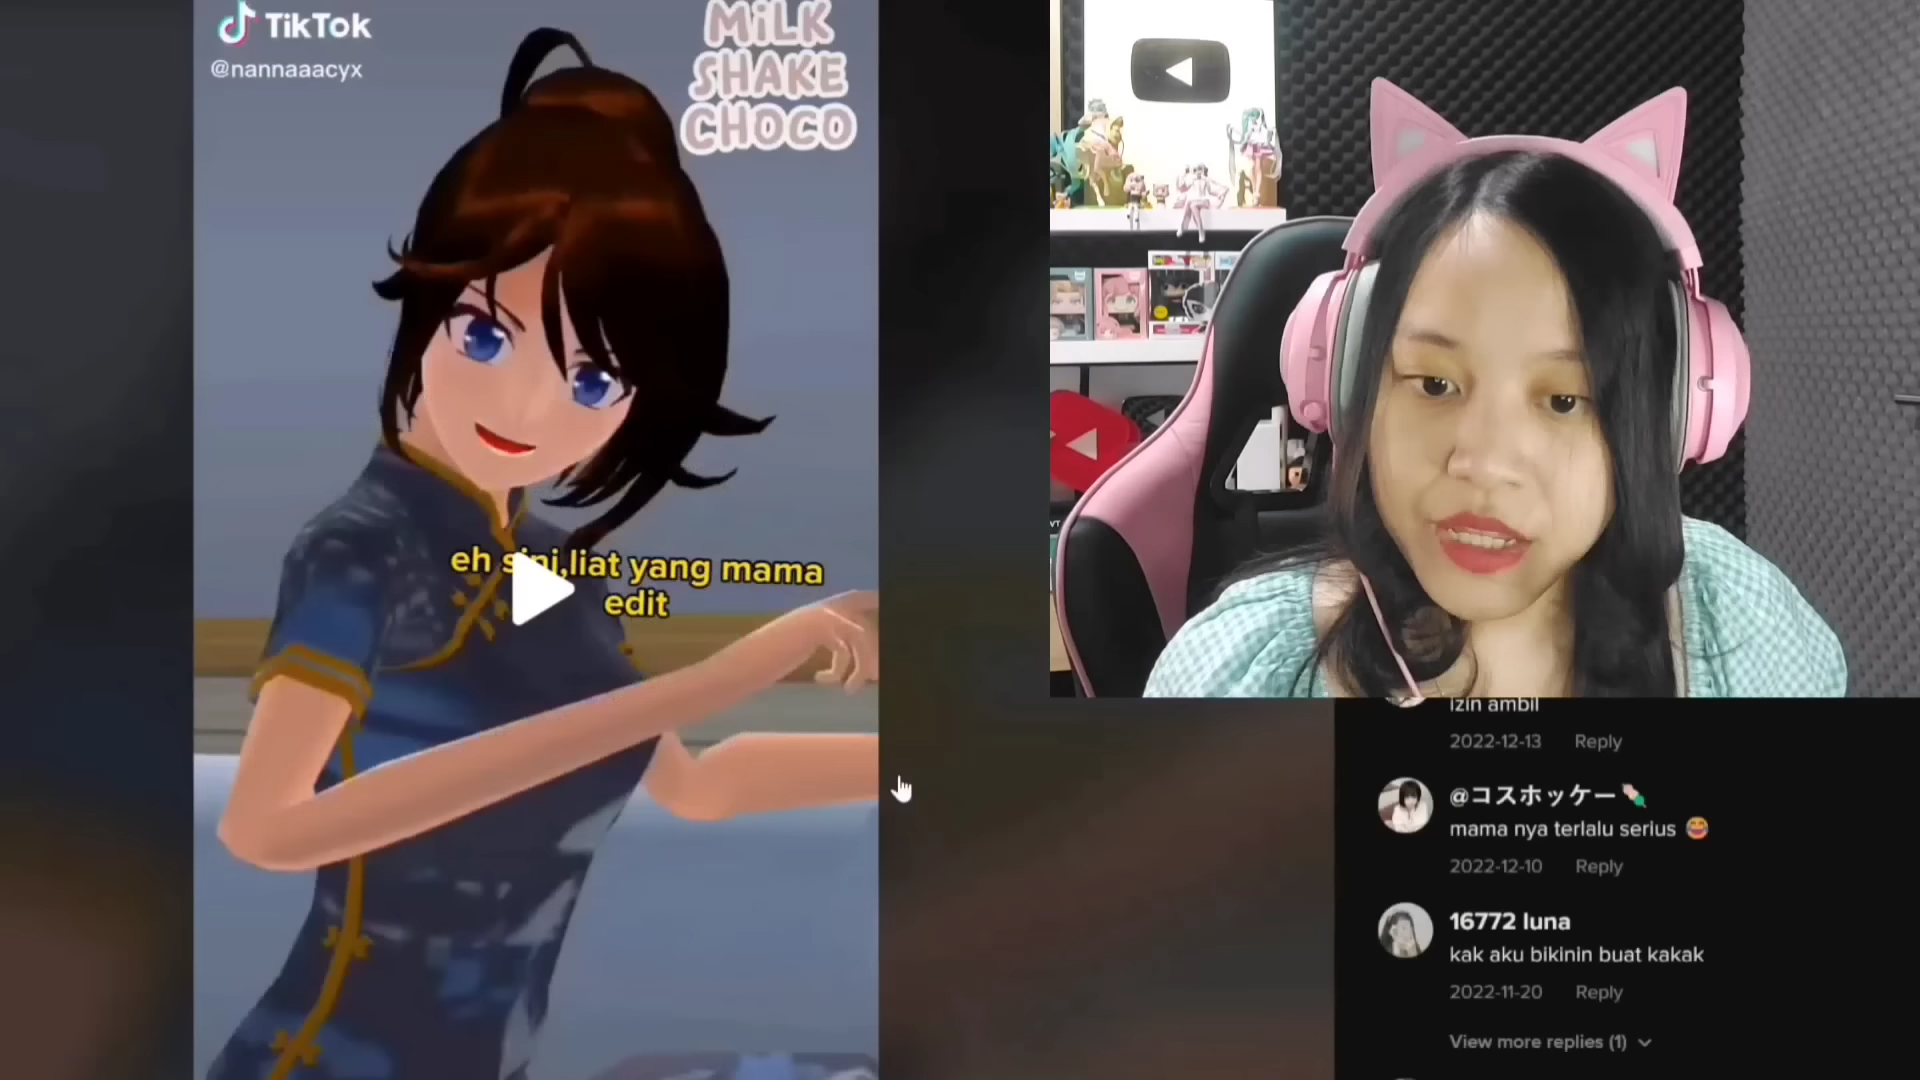 TikTok
@nannaaacyx
MiLK
SHAKE
CHOCO
eh sini,liat yang mama
edit
izin ambil
2022-12-13 Reply
@コスホッケー🍡
mama nya terlalu serius 😂
2022-12-10 Reply
16772 luna
kak aku bikinin buat kakak
2022-11-20 Reply
View more replies (1)